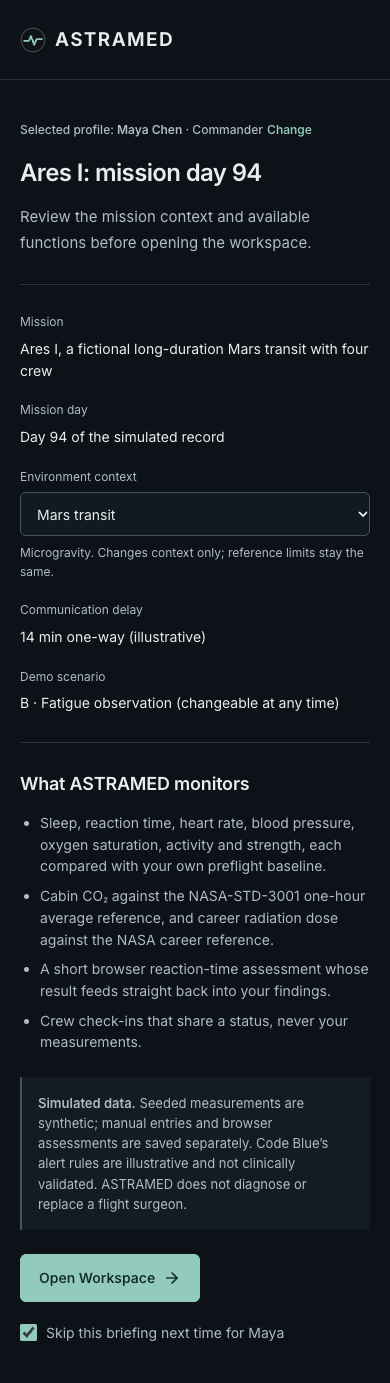 ASTRAMED
Selected profile: Maya Chen · Commander Change
Ares I: mission day 94
Review the mission context and available
functions before opening the workspace.
Mission
Ares I, a fictional long-duration Mars transit with four
crew
Mission day
Day 94 of the simulated record
Environment context
Mars transit
Microgravity. Changes context only; reference limits stay the
same.
Communication delay
14 min one-way (illustrative)
Demo scenario
B · Fatigue observation (changeable at any time)
What ASTRAMED monitors
• Sleep, reaction time, heart rate, blood pressure,
oxygen saturation, activity and strength, each
compared with your own preflight baseline.
• Cabin CO₂ against the NASA-STD-3001 one-hour
average reference, and career radiation dose
against the NASA career reference.
• A short browser reaction-time assessment whose
result feeds straight back into your findings.
• Crew check-ins that share a status, never your
measurements.
Simulated data. Seeded measurements are
synthetic; manual entries and browser
assessments are saved separately. Code Blue’s
alert rules are illustrative and not clinically
validated. ASTRAMED does not diagnose or
replace a flight surgeon.
Open Workspace →
Skip this briefing next time for Maya